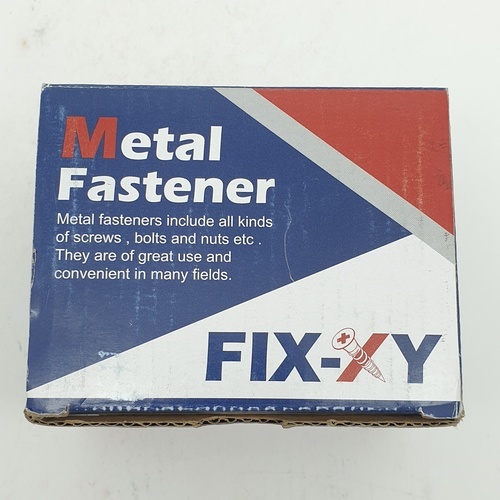 Metal
Fastener
Metal fasteners include all kinds
of screws , bolts and nuts etc .
They are of great use and
convenient in many fields.
FIX-XY